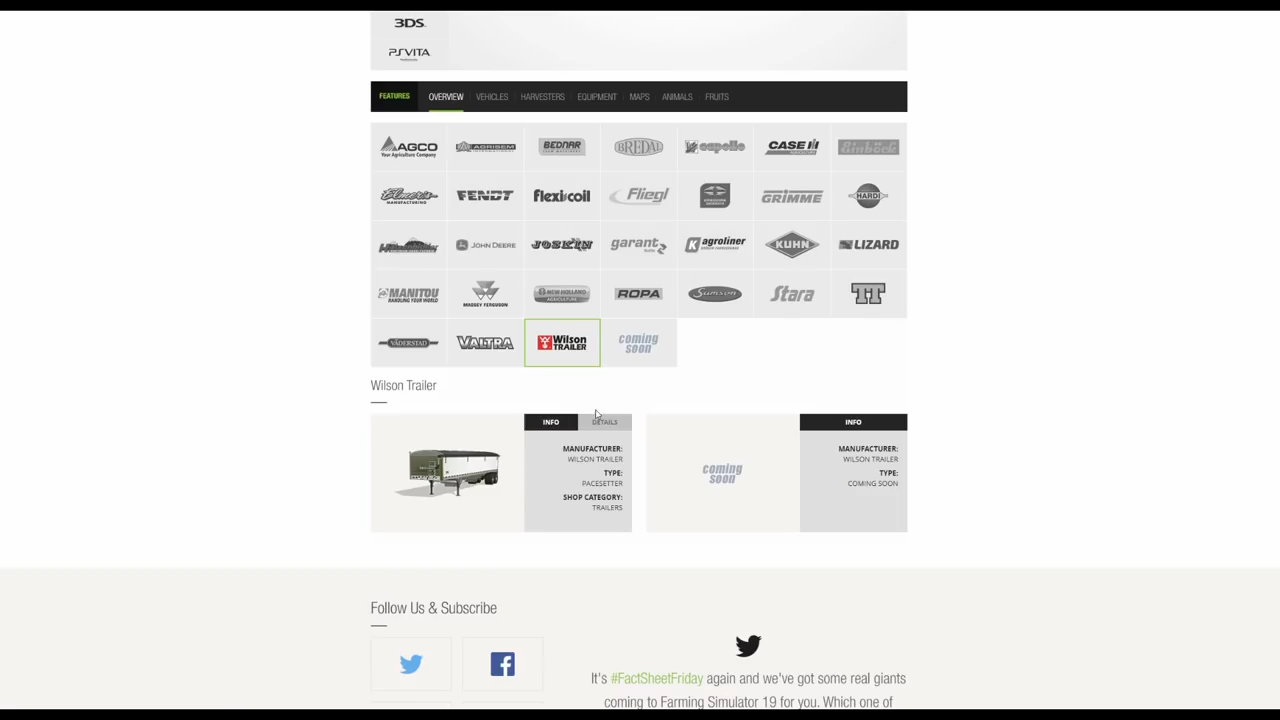 3DS
PSVITA
FEATURES OVERVIEW VEHICLES HARVESTERS EQUIPMENT MAPS ANIMALS FRUITS
AGCO
Your Agriculture Company
AGRISEM
BEDNAR
BREDAL
capello
CASE IH
AGRICULTURE
Einböck
Elmer's
MANUFACTURING
FENDT
flexi-coil
Fliegl
GRIMME
HARDI
JOHN DEERE
JOSKIN
garant
Kotte
agroliner
KUHN
LIZARD
MANITOU
HANDLING YOUR WORLD
MASSEY FERGUSON
NEW HOLLAND
AGRICULTURE
ROPA
Samson
Stara
TT
VÄDERSTAD
VALTRA
Wilson
TRAILER
coming
soon
Wilson Trailer
INFO DETAILS
MANUFACTURER:
WILSON TRAILER
TYPE:
PACESETTER
SHOP CATEGORY:
TRAILERS
coming
soon
INFO
MANUFACTURER:
WILSON TRAILER
TYPE:
COMING SOON
Follow Us & Subscribe
It's #FactSheetFriday again and we've got some real giants
coming to Farming Simulator 19 for you. Which one of